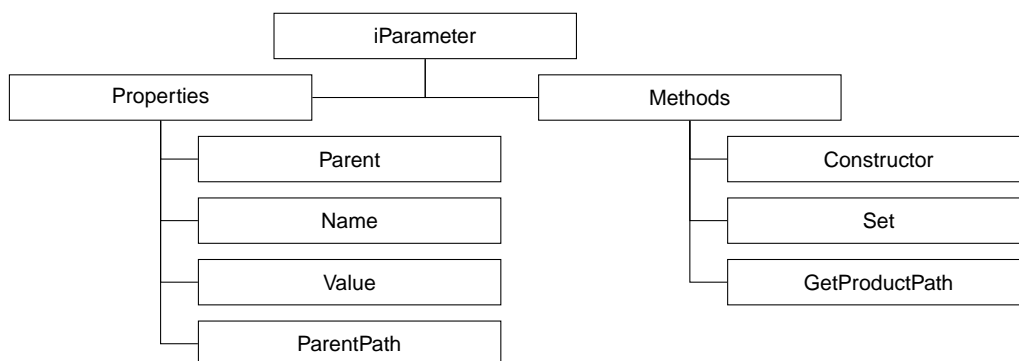 iParameter
Properties
Methods
Parent
Constructor
Name
Set
Value
GetProductPath
ParentPath